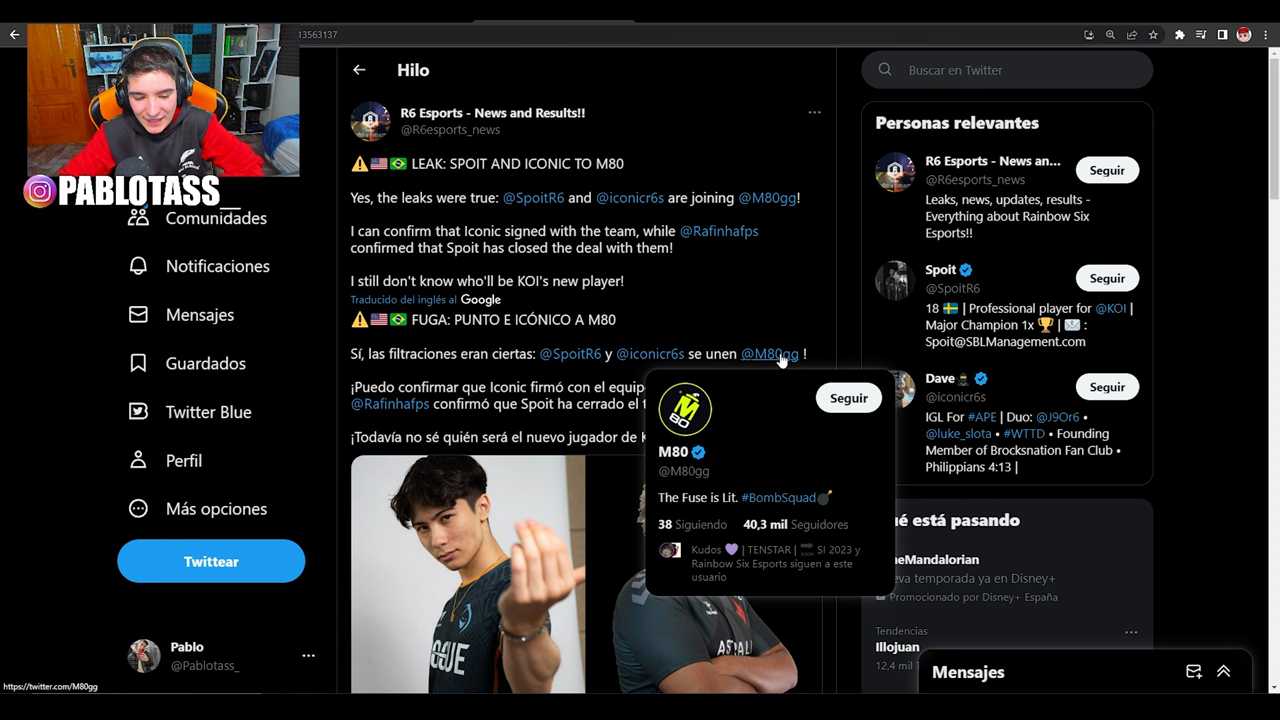 13563137
PABLOTASS_
Comunidades
Notificaciones
Mensajes
Guardados
Twitter Blue
Perfil
Más opciones
Twittear
Pablo
@Pablotass_
https://twitter.com/M80gg
Hilo
R6 Esports - News and Results!!
@R6esports_news
LEAK: SPOIT AND ICONIC TO M80
Yes, the leaks were true: @SpoitR6 and @iconicr6s are joining @M80gg!
I can confirm that Iconic signed with the team, while @Rafinhafps
confirmed that Spoit has closed the deal with them!
I still don't know who'll be KOI's new player!
Traducido del inglés al Google
FUGA: PUNTO E ICÓNICO A M80
Sí, las filtraciones eran ciertas: @SpoitR6 y @iconicr6s se unen @M80gg !
¡Puedo confirmar que Iconic firmó con el equip
@Rafinhafps confirmó que Spoit ha cerrado el t
¡Todavía no sé quién será el nuevo jugador de K
M80
Seguir
M80
@M80gg
The Fuse is Lit. #BombSquad
38 Siguiendo 40,3 mil Seguidores
Kudos | TENSTAR | SI 2023 y
Rainbow Six Esports siguen a este
usuario
Buscar en Twitter
Personas relevantes
R6 Esports - News an...
@R6esports_news
Seguir
Leaks, news, updates, results -
Everything about Rainbow Six
Esports!!
Spoit
@SpoitR6
Seguir
18 | Professional player for @KOI |
Major Champion 1x | :
Spoit@SBLManagement.com
Dave
@iconicr6s
Seguir
IGL For #APE | Duo: @J9Or6 •
@luke_slota • #WTTD • Founding
Member of Brocksnation Fan Club •
Philippians 4:13 |
ué está pasando
eMandalorian
eva temporada ya en Disney+
Promocionado por Disney+ España
Tendencias
Illojuan
12,4 mil
Mensajes